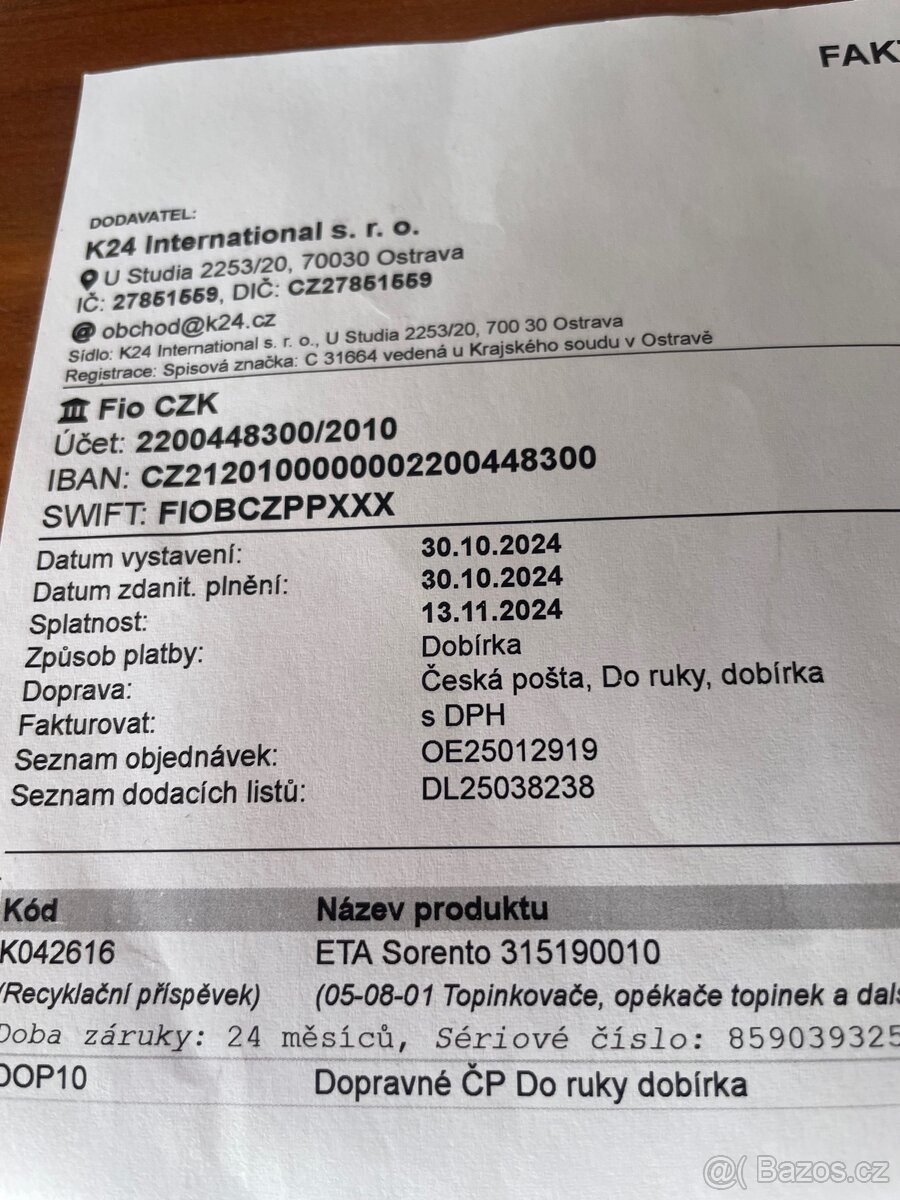 FAK
DODAVATEL:
K24 International s. r. o.
U Studia 2253/20, 70030 Ostrava
IČ: 27851559, DIČ: CZ27851559
@ obchod@k24.cz
Sídlo: K24 International s. r. o., U Studia 2253/20, 700 30 Ostrava
Registrace: Spisová značka: C 31664 vedená u Krajského soudu v Ostravě
Fio CZK
Účet: 2200448300/2010
IBAN: CZ2120100000002200448300
SWIFT: FIOBCZPPXXX
Datum vystavení: 30.10.2024
Datum zdanit. plnění: 30.10.2024
Splatnost: 13.11.2024
Způsob platby: Dobírka
Doprava: Česká pošta, Do ruky, dobírka
Fakturovat: s DPH
Seznam objednávek: OE25012919
Seznam dodacích listů: DL25038238
Kód Název produktu
K042616 ETA Sorento 315190010
(Recyklační příspěvek) (05-08-01 Topinkovače, opékače topinek a dals
Doba záruky: 24 měsíců, Sériové číslo: 859039325
DOP10 Dopravné ČP Do ruky dobírka
@( Bazos.cz